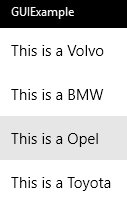 GUIExample
This is a Volvo
This is a BMW
This is a Opel
This is a Toyota